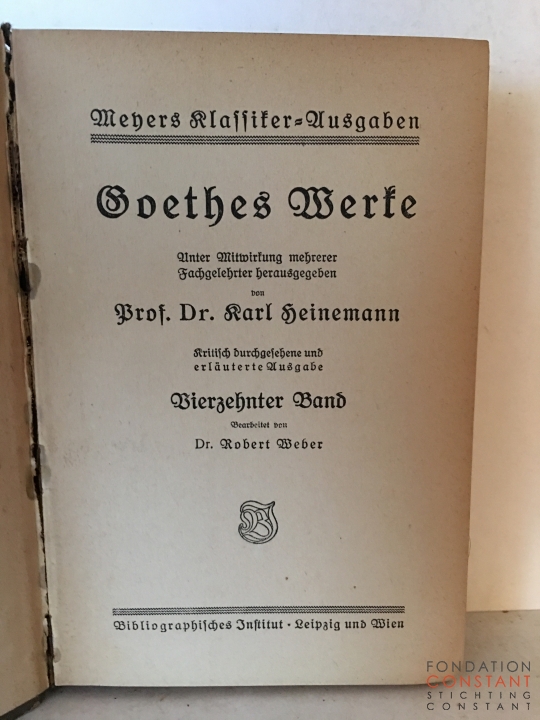 Meyers Klassiker-Ausgaben
Goethes Werke
Unter Mitwirkung mehrerer
Fachgelehrter herausgegeben
von
Prof. Dr. Karl Heinemann
Kritisch durchgesehene und
erläuterte Ausgabe
Vierzehnter Band
Bearbeitet von
Dr. Robert Weber
Bibliographisches Institut · Leipzig und Wien
FONDATION
CONSTANT
STICHTING
CONSTANT